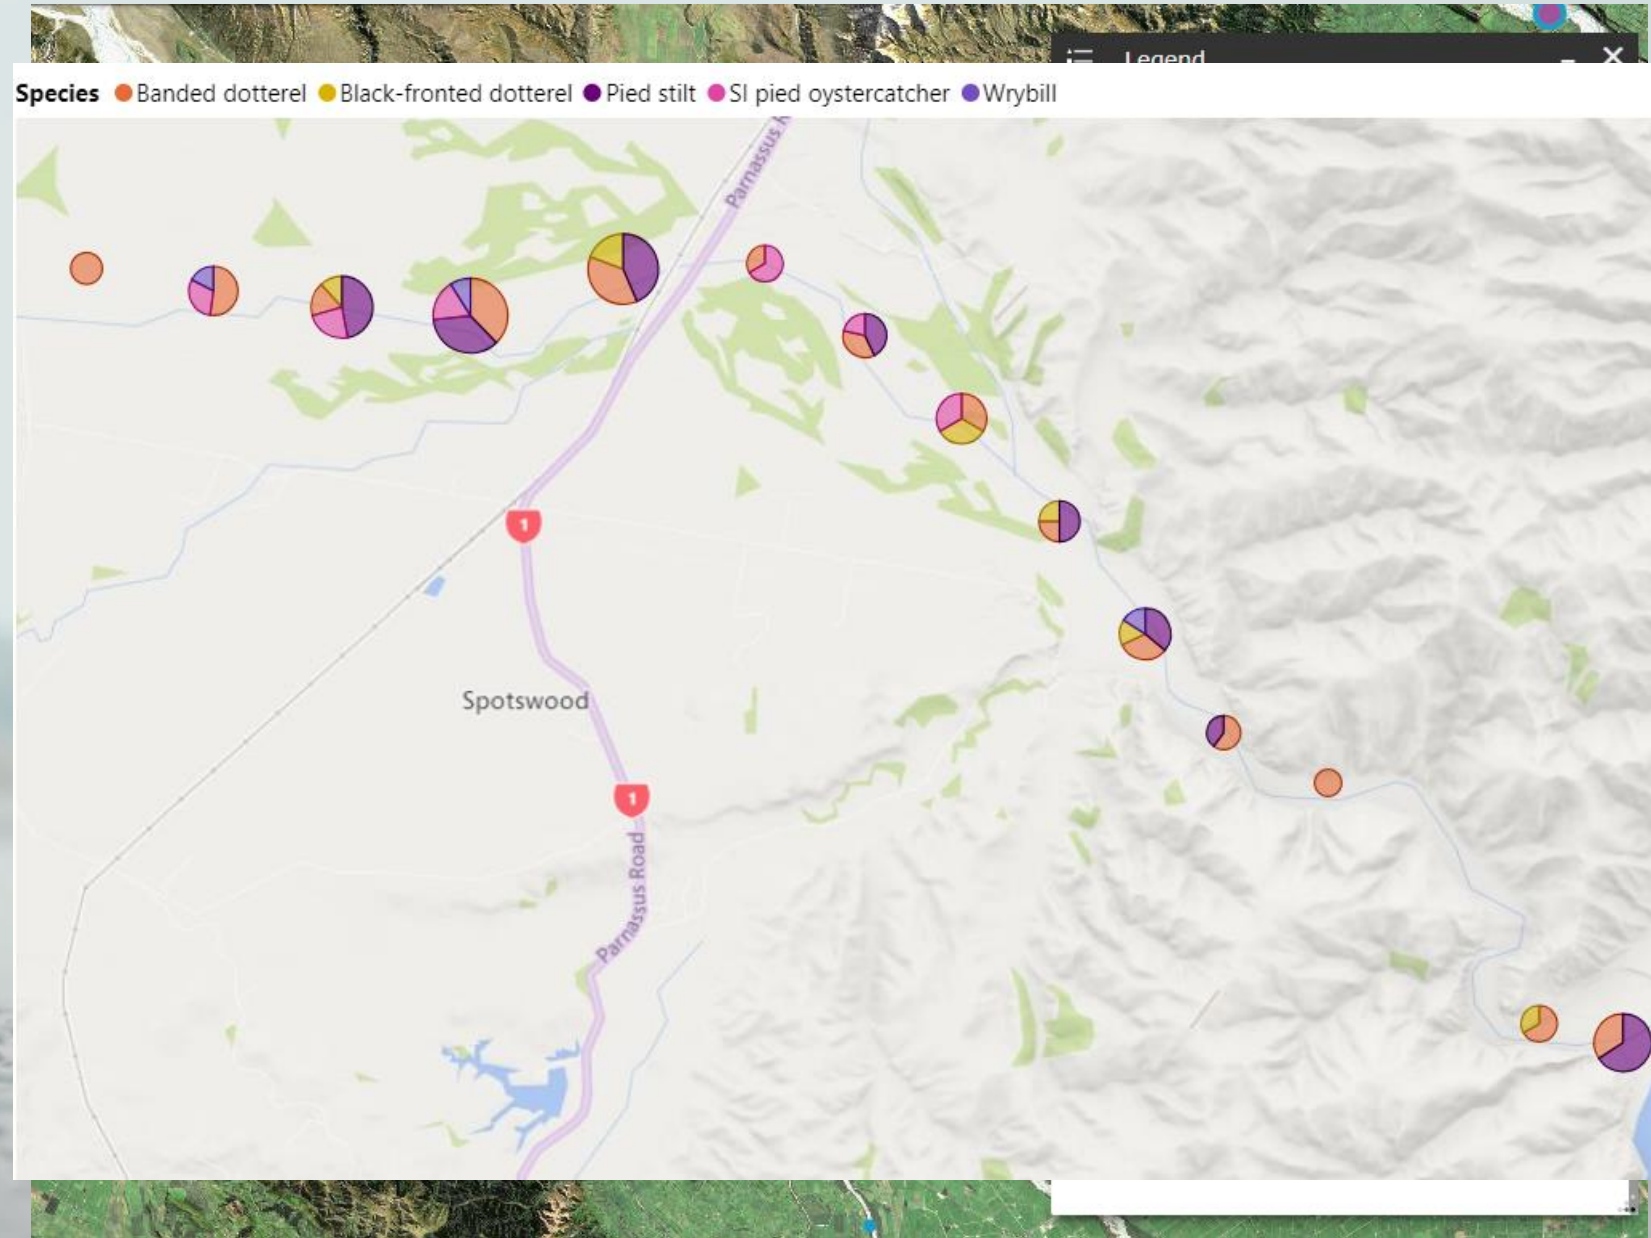 Legend
Species Banded dotterel Black-fronted dotterel Pied stilt SI pied oystercatcher Wrybill
Parnassus R
1
Spotswood
1
Parnassus Road